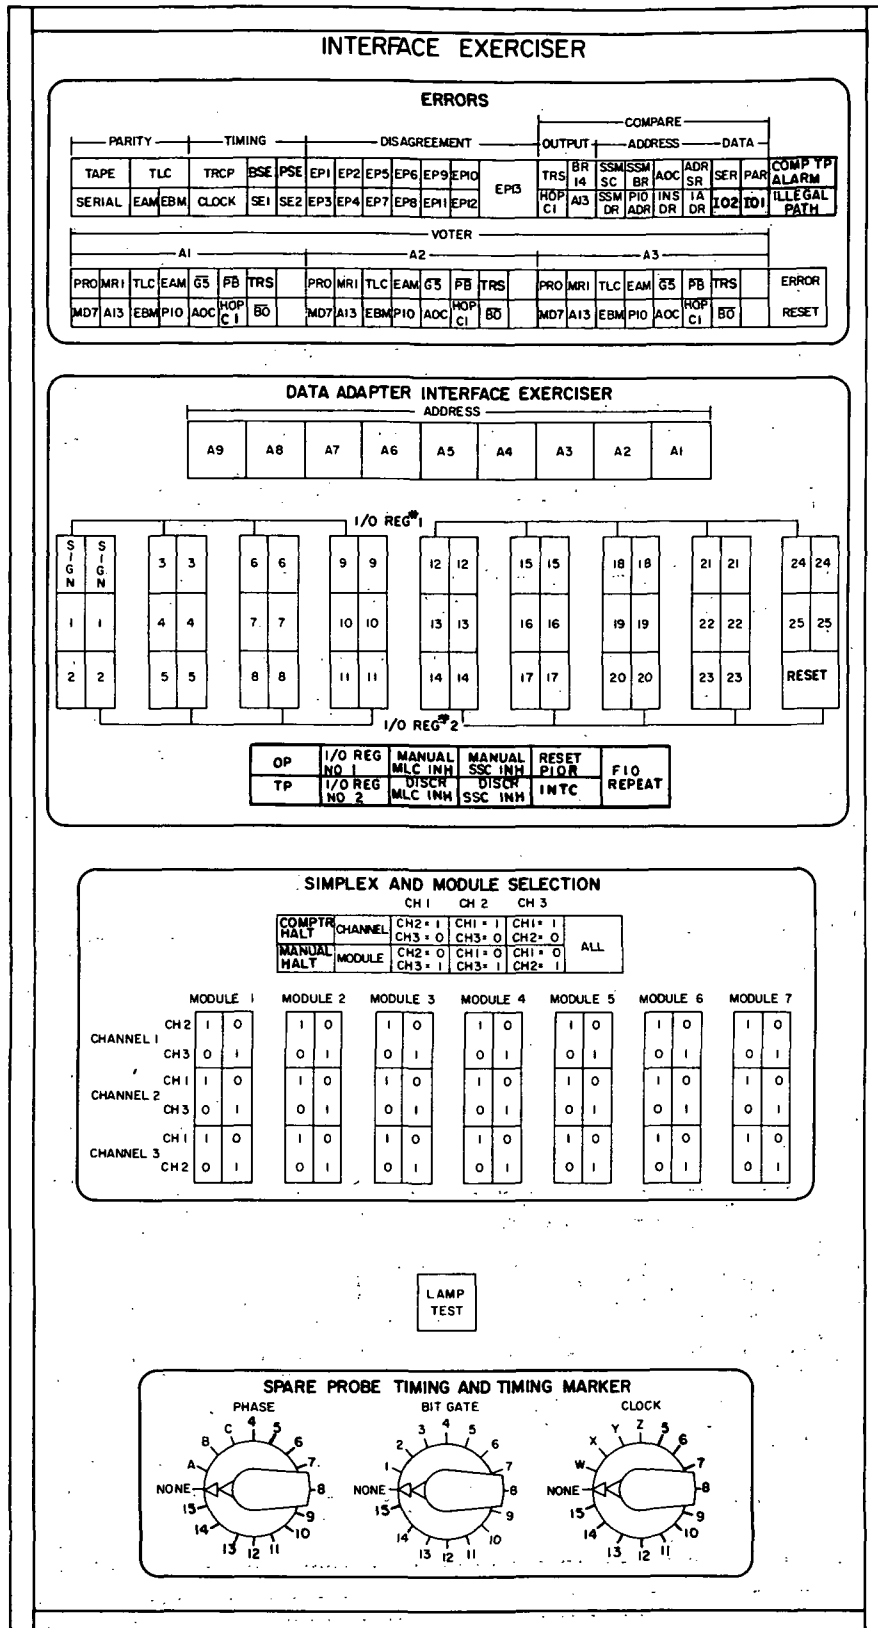 INTERFACE EXERCISER
ERRORS
COMPARE
PARITY TIMING DISAGREEMENT OUTPUT ADDRESS DATA
TAPE TLC TRCP BSE PSE EP1 EP2 EP5 EP6 EP9 EP10 EP13 TRS BR 14 SSM SC SSM BR AOC ADR SR SER PAR COMP TP ALARM
SERIAL EAM EBM CLOCK SE1 SE2 EP3 EP4 EP7 EP8 EP11 EP12 HOP C1 A13 SSM DR PIO ADR INS DR IA DR IO2 IO1 ILLEGAL PATH
VOTER
A1 A2 A3
PRO MR1 TLC EAM G5 PB TRS PRO MR1 TLC EAM G5 PB TRS PRO MR1 TLC EAM G5 PB TRS ERROR
MD7 A13 EBM PIO AOC HOP C1 BO MD7 A13 EBM PIO AOC HOP C1 BO MD7 A13 EBM PIO AOC HOP C1 BO RESET
DATA ADAPTER INTERFACE EXERCISER
ADDRESS
A9 A8 A7 A6 A5 A4 A3 A2 A1
I/O REG #1
SIGN SIGN 3 3 6 6 9 9 12 12 15 15 18 18 21 21 24 24
1 1 4 4 7 7 10 10 13 13 16 16 19 19 22 22 25 25
2 2 5 5 8 8 11 11 14 14 17 17 20 20 23 23 RESET
I/O REG #2
OP I/O REG NO 1 MANUAL MLC INH MANUAL SSC INH RESET PIOR FIO REPEAT
TP I/O REG NO 2 DISCR MLC INH DISCR SSC INH INTC
SIMPLEX AND MODULE SELECTION
CH 1 CH 2 CH 3
COMPTR HALT CHANNEL CH2 = 1 CH3 = 0 CH1 = 1 CH3 = 0 CH1 = 1 CH2 = 0 ALL
MANUAL HALT MODULE CH2 = 0 CH3 = 1 CH1 = 0 CH3 = 1 CH1 = 0 CH2 = 1
MODULE 1 MODULE 2 MODULE 3 MODULE 4 MODULE 5 MODULE 6 MODULE 7
CHANNEL 1
CH2 1 0 1 0 1 0 1 0 1 0 1 0 1 0
CH3 0 1 0 1 0 1 0 1 0 1 0 1 0 1
CHANNEL 2
CH1 1 0 1 0 1 0 1 0 1 0 1 0 1 0
CH3 0 1 0 1 0 1 0 1 0 1 0 1 0 1
CHANNEL 3
CH1 1 0 1 0 1 0 1 0 1 0 1 0 1 0
CH2 0 1 0 1 0 1 0 1 0 1 0 1 0 1
LAMP
TEST
SPARE PROBE TIMING AND TIMING MARKER
PHASE
NONE A B C 4 5 6 7 8 9 10 11 12 13 14 15
BIT GATE
NONE 1 2 3 4 5 6 7 8 9 10 11 12 13 14 15
CLOCK
NONE W X Y Z 5 6 7 8 9 10 11 12 13 14 15